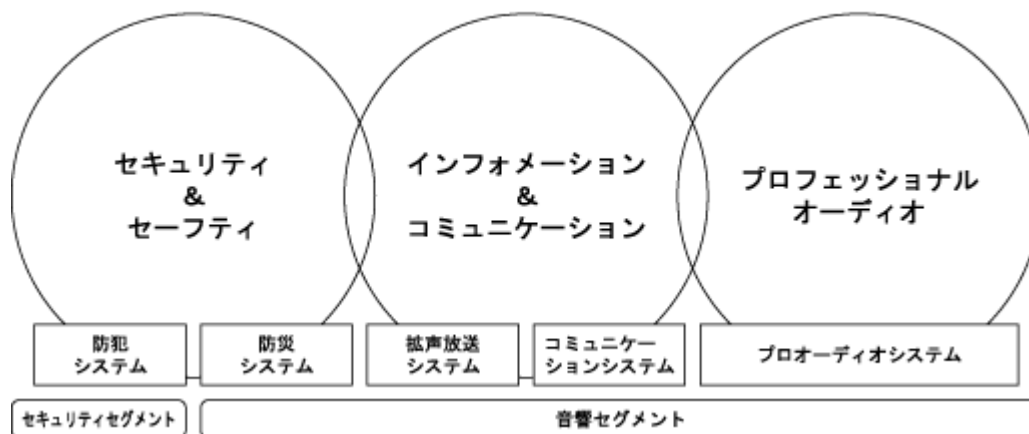 セキュリティ
&
セーフティ
インフォメーション
&
コミュニケーション
プロフェッショナル
オーディオ
防犯
システム
防災
システム
拡声放送
システム
コミュニケー
ションシステム
プロオーディオシステム
セキュリティセグメント
音響セグメント